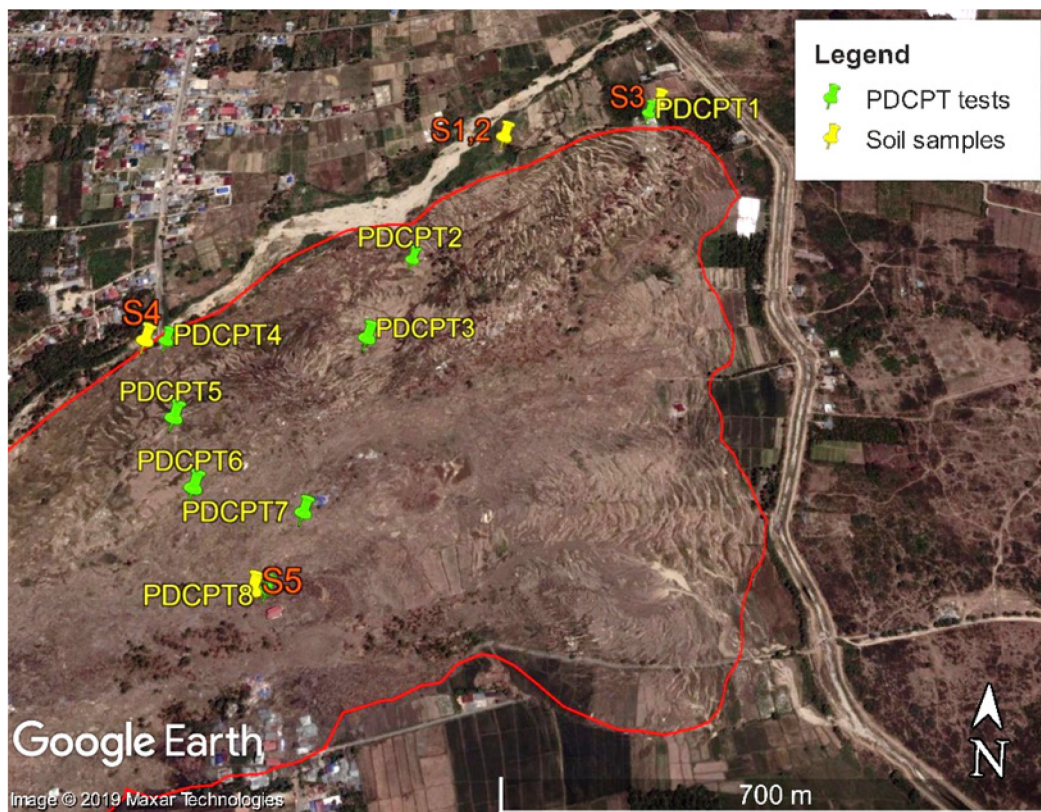 Legend
PDCPT tests
Soil samples
S3
PDCPT1
S1,2
PDCPT2
S4
PDCPT4
PDCPT3
PDCPT5
PDCPT6
PDCPT7
PDCPT8
S5
Google Earth
N
Image © 2019 Maxar Technologies
700 m